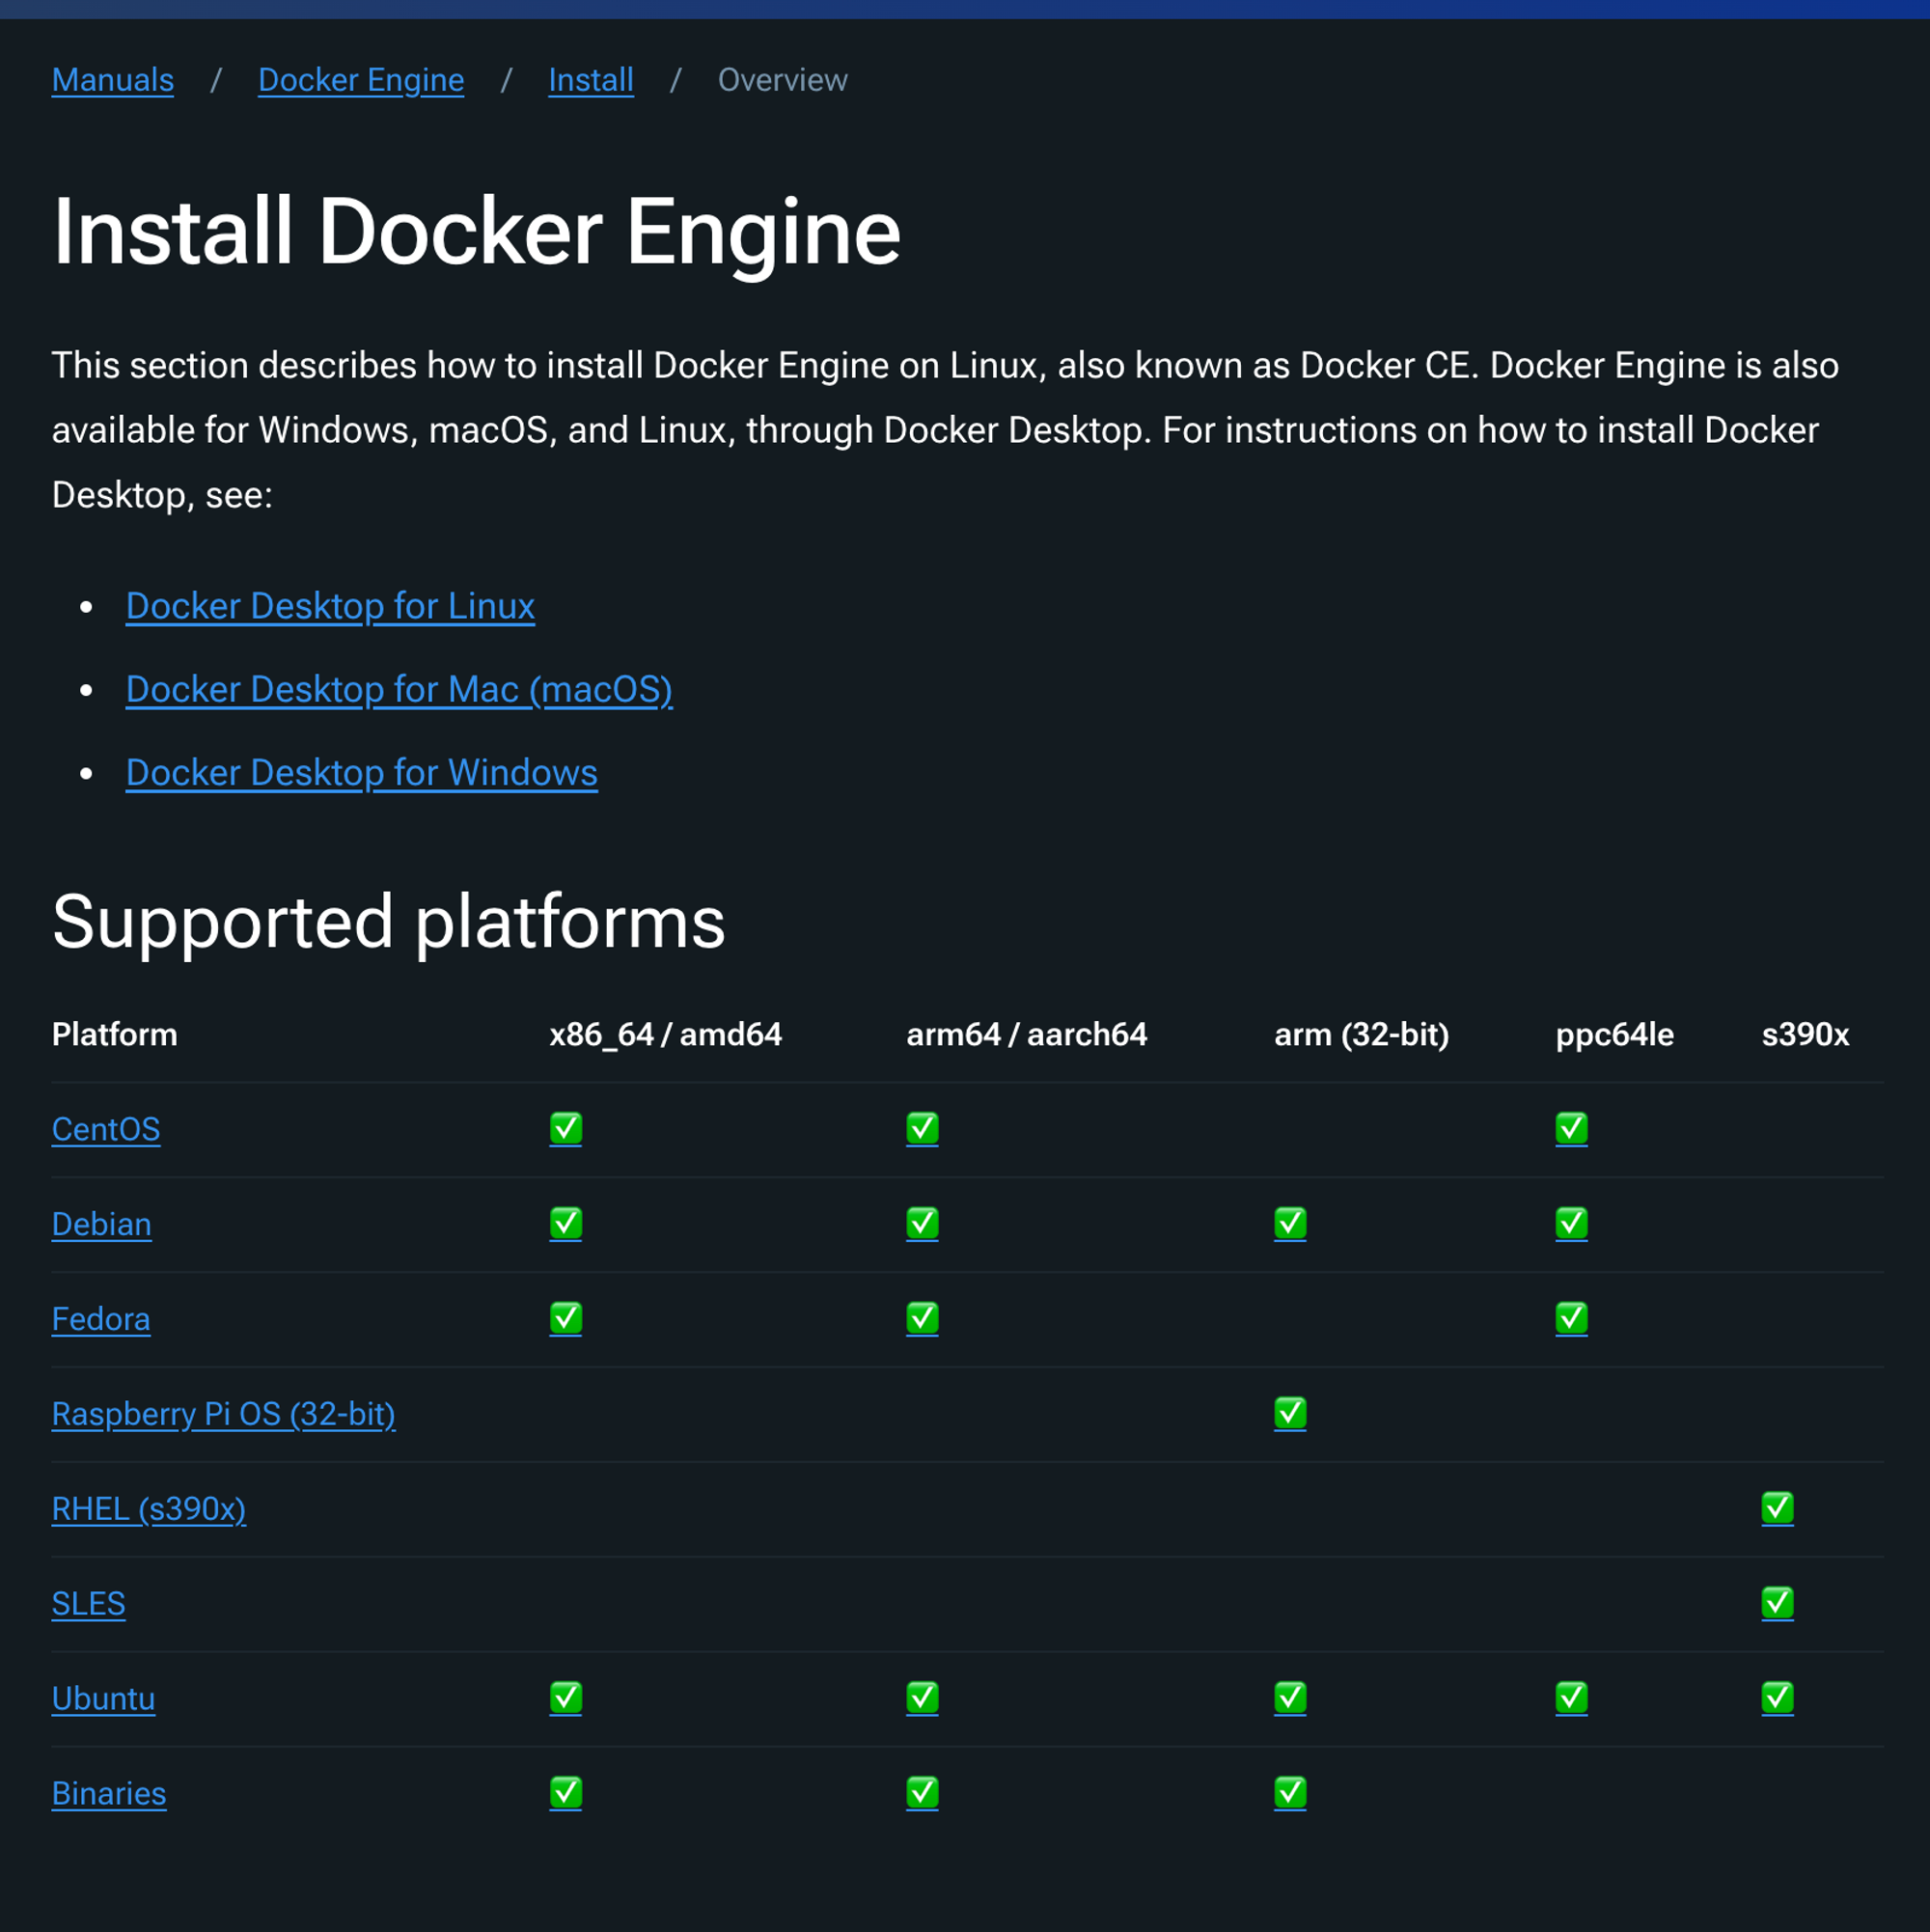 Manuals / Docker Engine / Install / Overview
Install Docker Engine
This section describes how to install Docker Engine on Linux, also known as Docker CE. Docker Engine is also
available for Windows, macOS, and Linux, through Docker Desktop. For instructions on how to install Docker
Desktop, see:
• Docker Desktop for Linux
• Docker Desktop for Mac (macOS)
• Docker Desktop for Windows
Supported platforms
Platform x86_64 / amd64 arm64 / aarch64 arm (32-bit) ppc64le s390x
CentOS ✅ ✅ ✅
Debian ✅ ✅ ✅ ✅
Fedora ✅ ✅ ✅
Raspberry Pi OS (32-bit) ✅
RHEL (s390x) ✅
SLES ✅
Ubuntu ✅ ✅ ✅ ✅ ✅
Binaries ✅ ✅ ✅